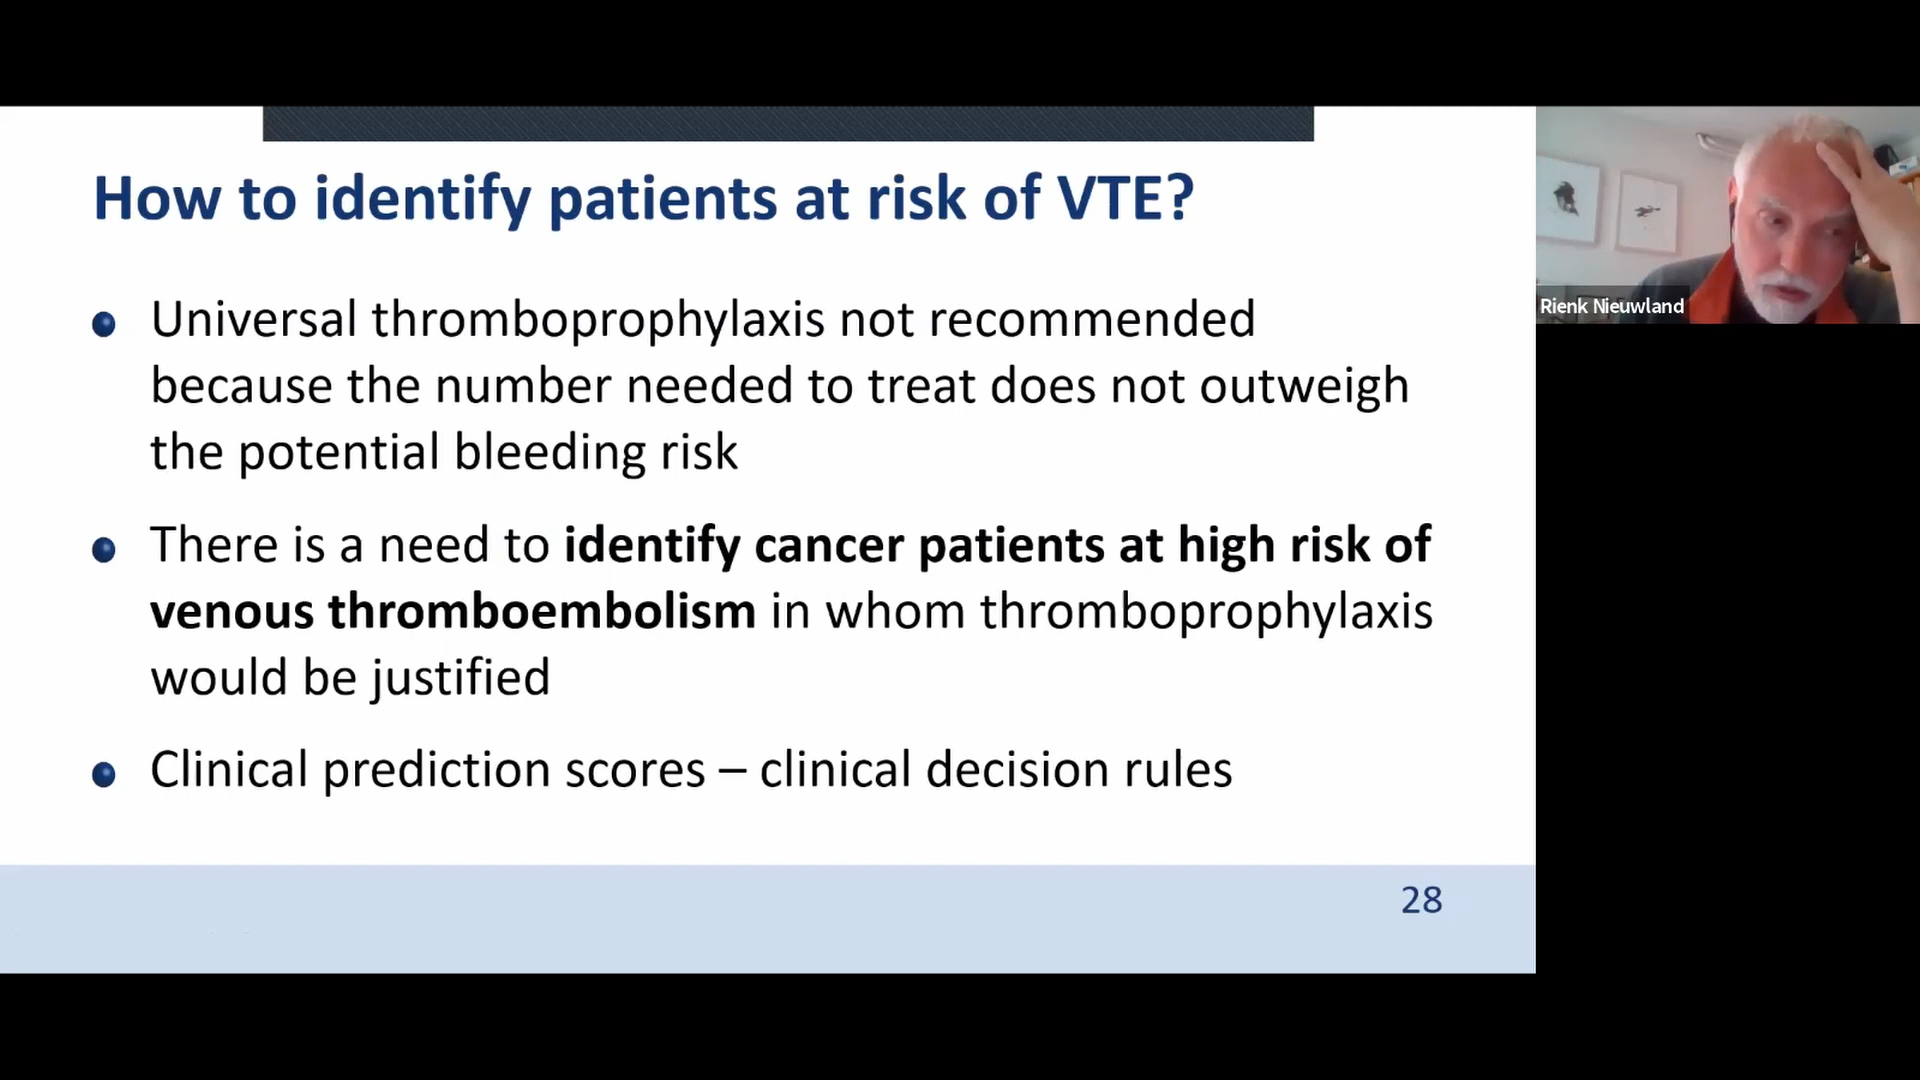 How to identify patients at risk of VTE?
Universal thromboprophylaxis not recommended
because the number needed to treat does not outweigh
the potential bleeding risk
There is a need to identify cancer patients at high risk of
venous thromboembolism in whom thromboprophylaxis
would be justified
Clinical prediction scores – clinical decision rules
28
Rienk Nieuwland